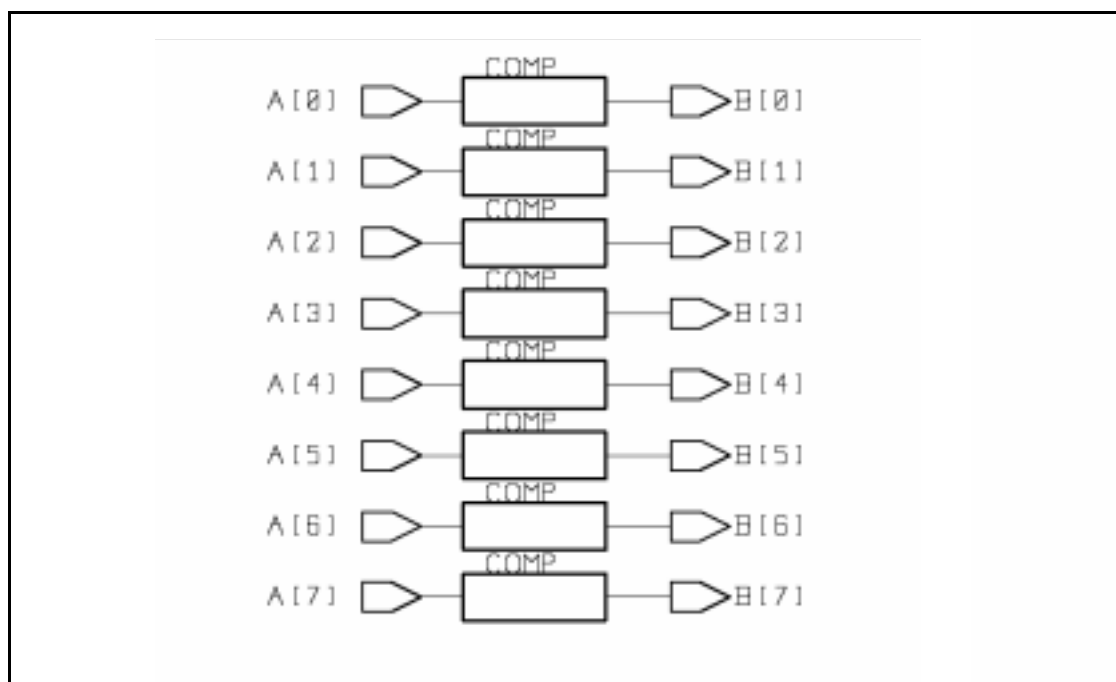 COMP
A[0] B[0]
COMP
A[1] B[1]
COMP
A[2] B[2]
COMP
A[3] B[3]
COMP
A[4] B[4]
COMP
A[5] B[5]
COMP
A[6] B[6]
COMP
A[7] B[7]